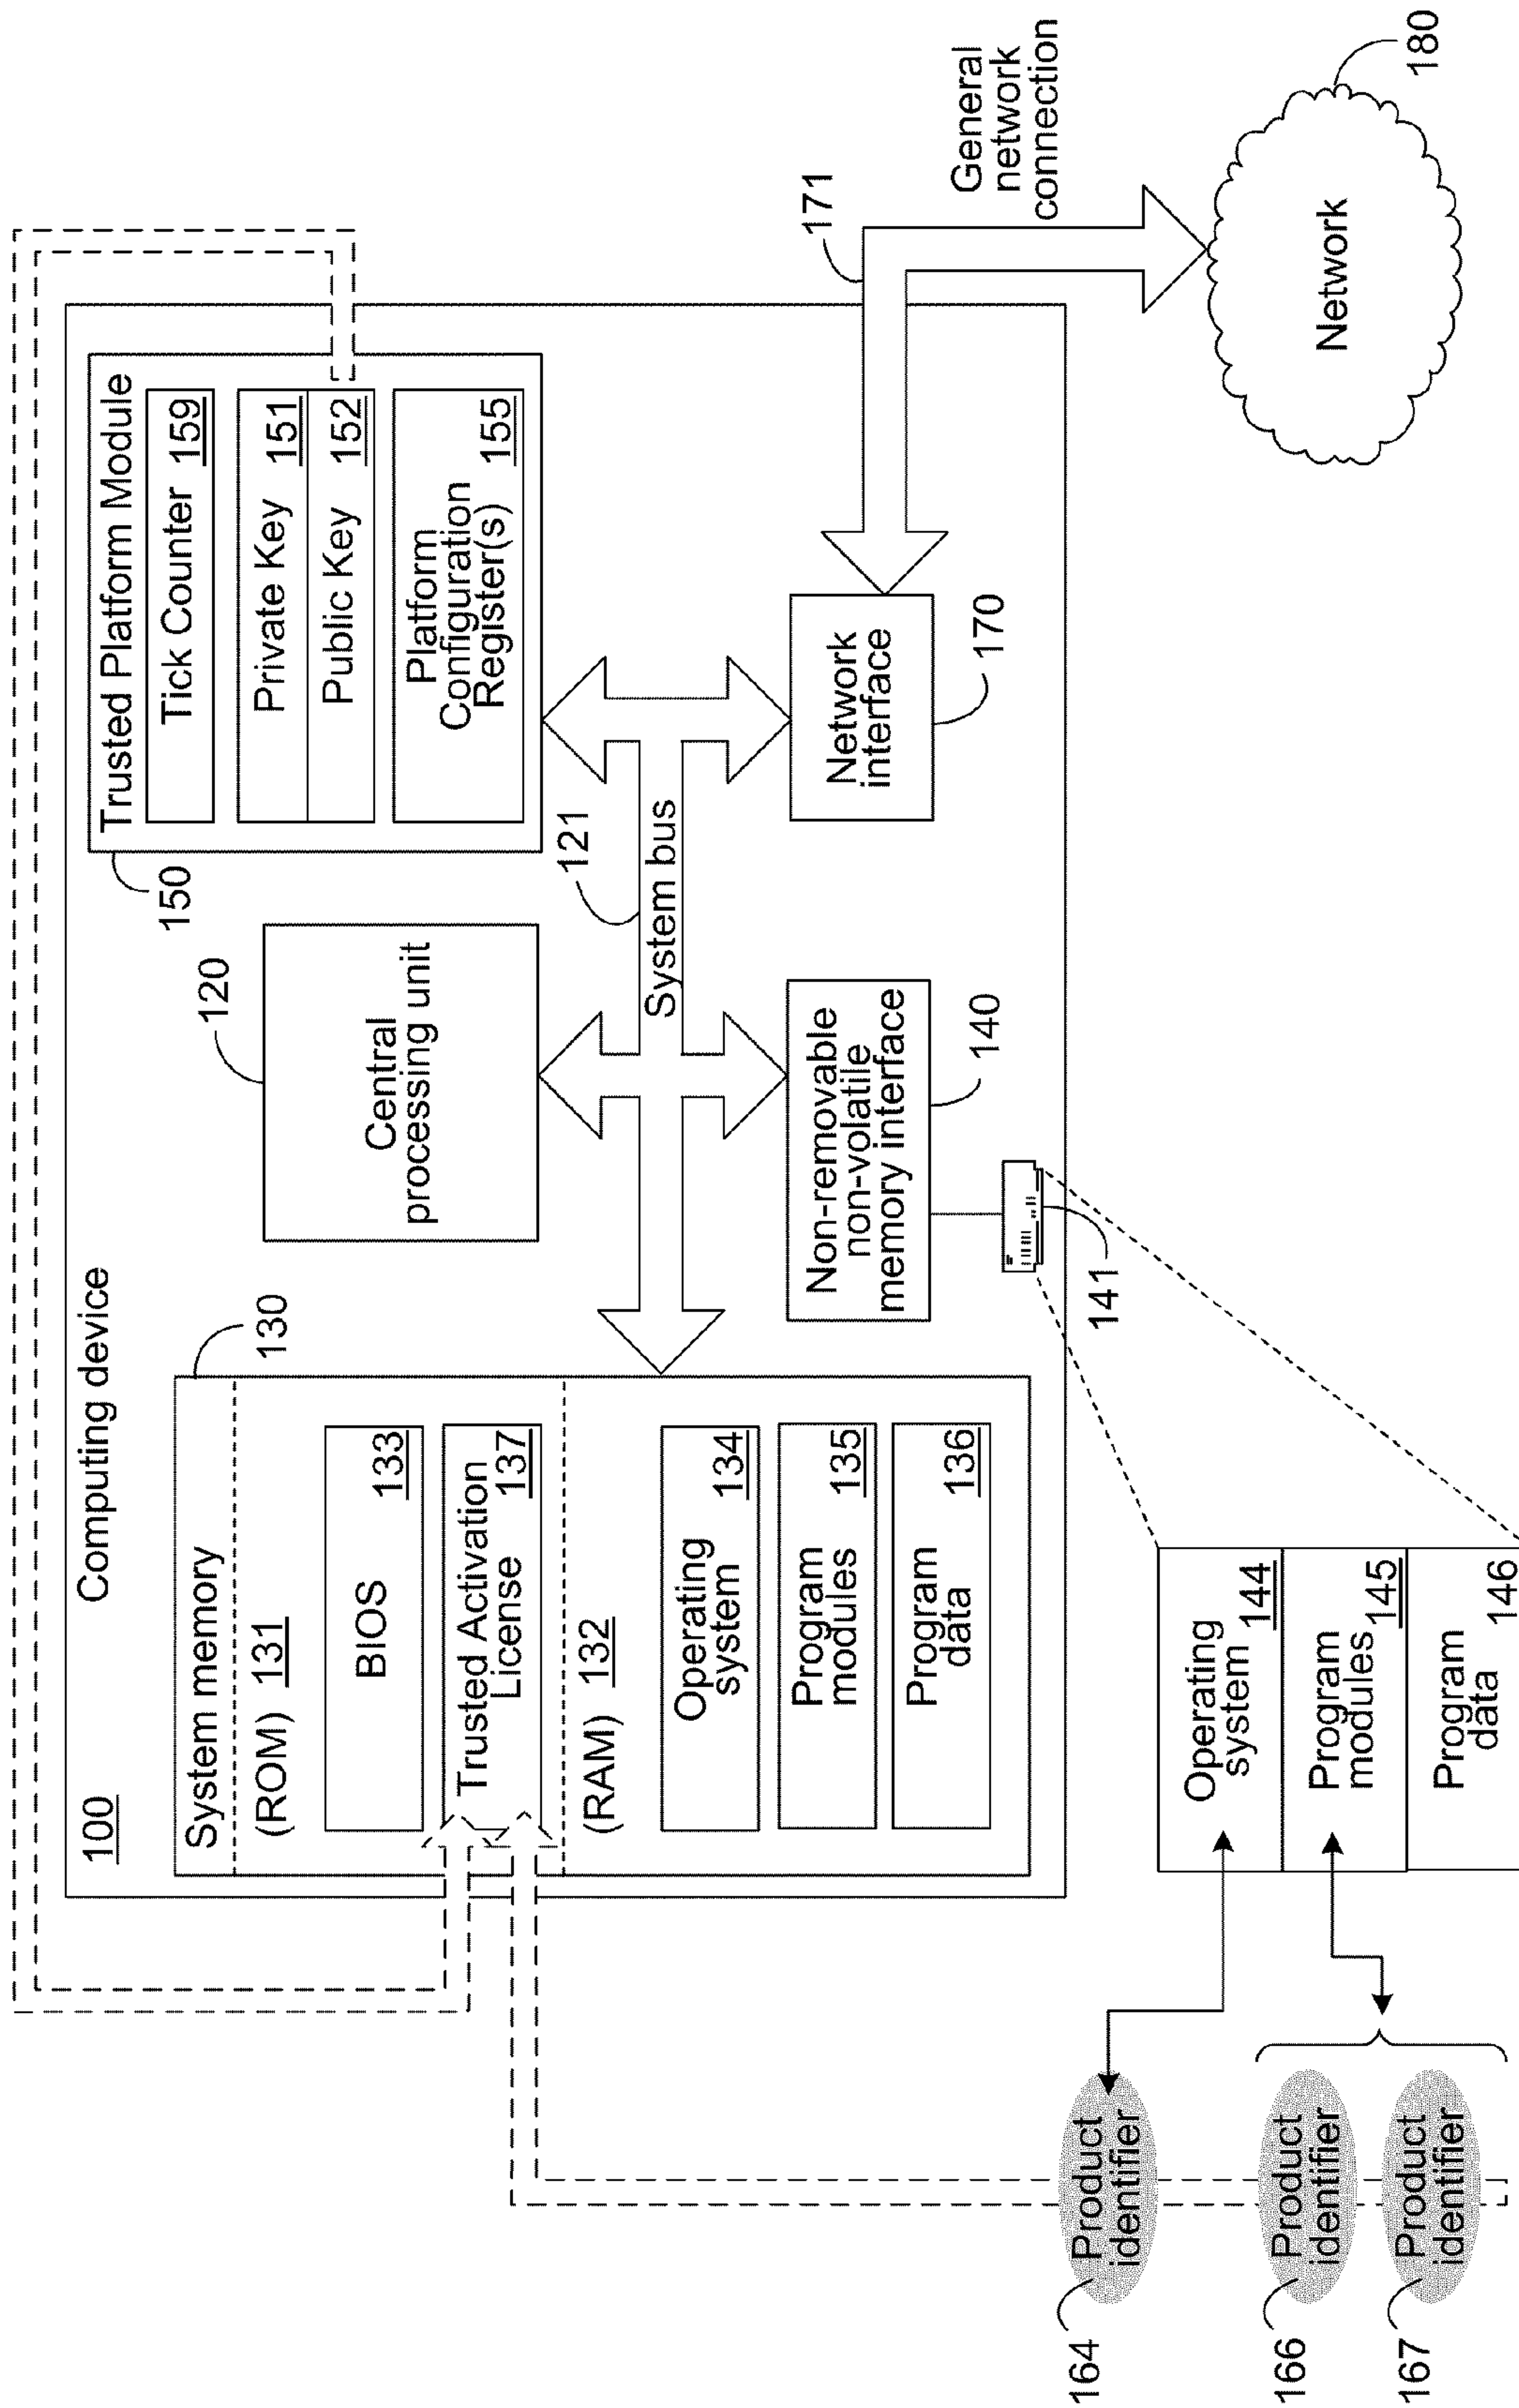 100
Computing device
System memory
(ROM) 131
BIOS
133
Trusted Activation
License 137
(RAM) 132
Operating
system 134
Program
modules 135
Program
data 136
130
Central
processing unit
120
Trusted Platform Module
Tick Counter 159
Private Key 151
Public Key 152
Platform
Configuration
Register(s) 155
150
121
System bus
Non-removable
non-volatile
memory interface
140
141
Network
interface
170
171
General
network
connection
Network
180
Operating
system 144
Program
modules 145
Program
data 146
Product
identifier
164
Product
identifier
166
Product
identifier
167